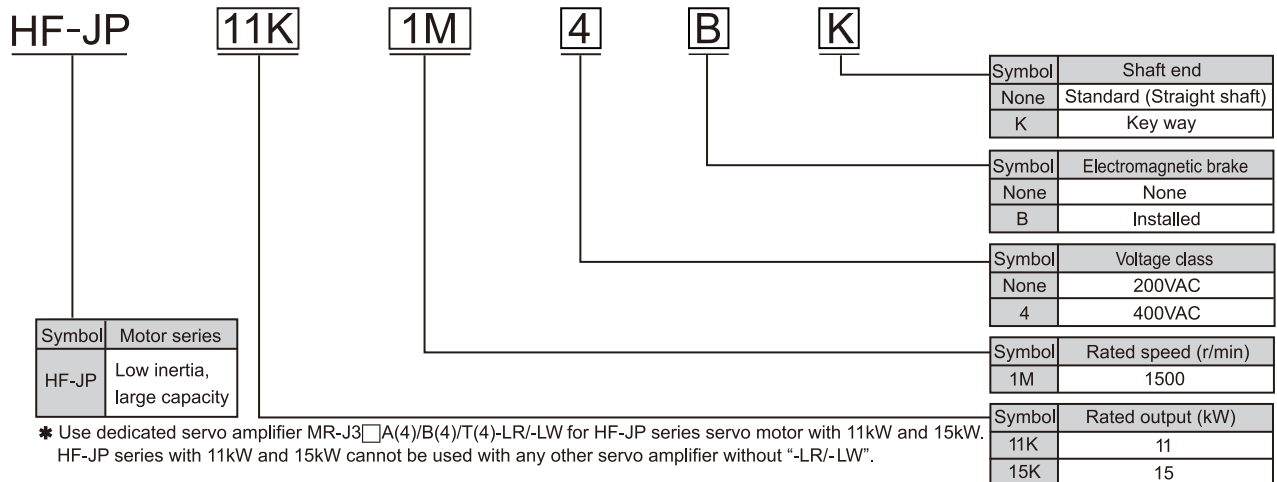 HF-JP 11K 1M 4 B K
Symbol Shaft end
None Standard (Straight shaft)
K Key way
Symbol Electromagnetic brake
None None
B Installed
Symbol Voltage class
None 200VAC
4 400VAC
Symbol Rated speed (r/min)
1M 1500
Symbol Rated output (kW)
11K 11
15K 15
Symbol Motor series
HF-JP Low inertia,
large capacity
✱ Use dedicated servo amplifier MR-J3□A(4)/B(4)/T(4)-LR/-LW for HF-JP series servo motor with 11kW and 15kW.
HF-JP series with 11kW and 15kW cannot be used with any other servo amplifier without “-LR/-LW”.